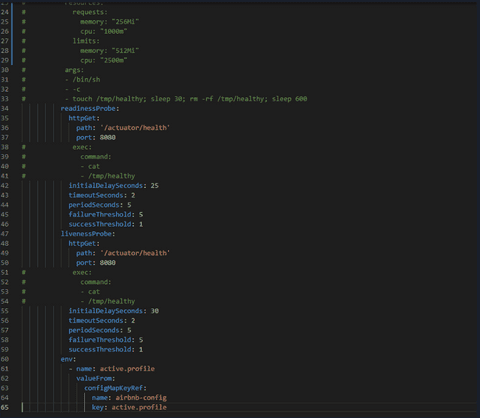 23 # resources:
24 # requests:
25 # memory: "256Mi"
26 # cpu: "1000m"
27 # limits:
28 # memory: "512Mi"
29 # cpu: "2500m"
30 # args:
31 # - /bin/sh
32 # - -c
33 # - touch /tmp/healthy; sleep 30; rm -rf /tmp/healthy; sleep 600
34 readinessProbe:
35 httpGet:
36 path: '/actuator/health'
37 port: 8080
38 # exec:
39 # command:
40 # - cat
41 # - /tmp/healthy
42 initialDelaySeconds: 25
43 timeoutSeconds: 2
44 periodSeconds: 5
45 failureThreshold: 5
46 successThreshold: 1
47 livenessProbe:
48 httpGet:
49 path: '/actuator/health'
50 port: 8080
51 # exec:
52 # command:
53 # - cat
54 # - /tmp/healthy
55 initialDelaySeconds: 30
56 timeoutSeconds: 2
57 periodSeconds: 5
58 failureThreshold: 5
59 successThreshold: 1
60 env:
61 - name: active.profile
62 valueFrom:
63 configMapKeyRef:
64 name: airbnb-config
65 key: active.profile